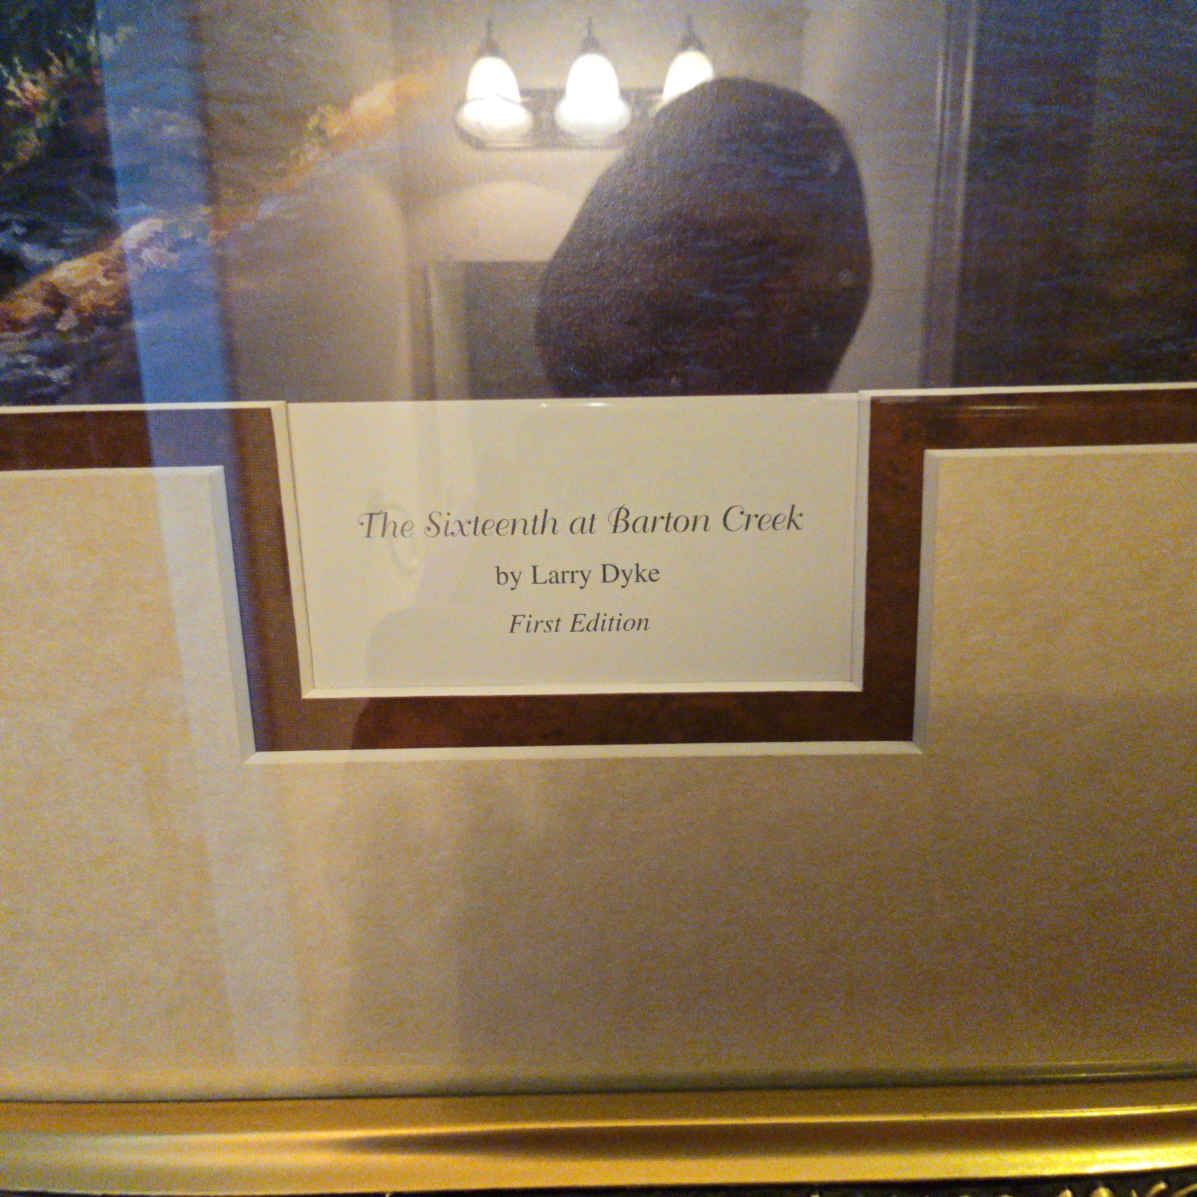 The Sixteenth at Barton Creek
by Larry Dyke
First Edition